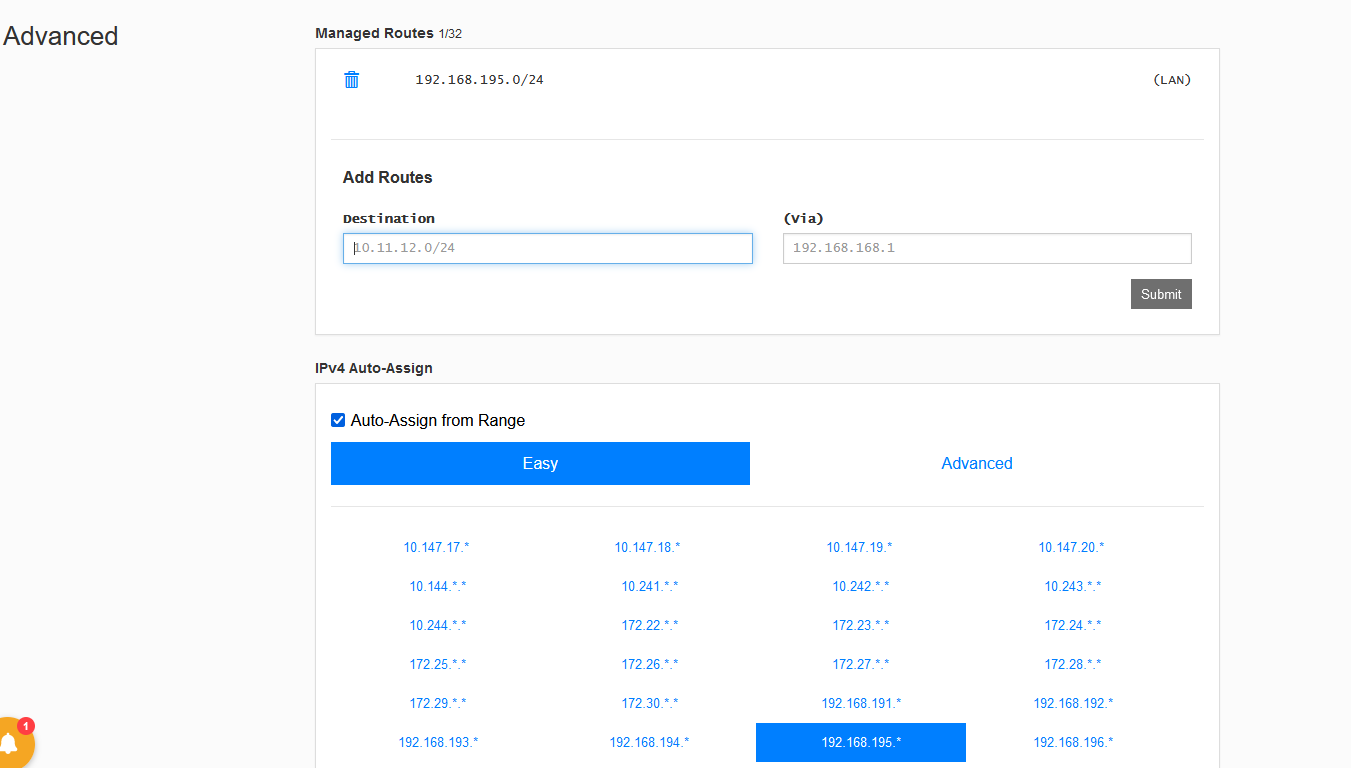 Advanced
Managed Routes 1/32
192.168.195.0/24 (LAN)
Add Routes
Destination (Via)
10.11.12.0/24 192.168.168.1
Submit
IPv4 Auto-Assign
Auto-Assign from Range
Easy Advanced
10.147.17.* 10.147.18.* 10.147.19.* 10.147.20.*
10.144.*.* 10.241.*.* 10.242.*.* 10.243.*.*
10.244.*.* 172.22.*.* 172.23.*.* 172.24.*.*
172.25.*.* 172.26.*.* 172.27.*.* 172.28.*.*
172.29.*.* 172.30.*.* 192.168.191.* 192.168.192.*
192.168.193.* 192.168.194.* 192.168.195.* 192.168.196.*
1